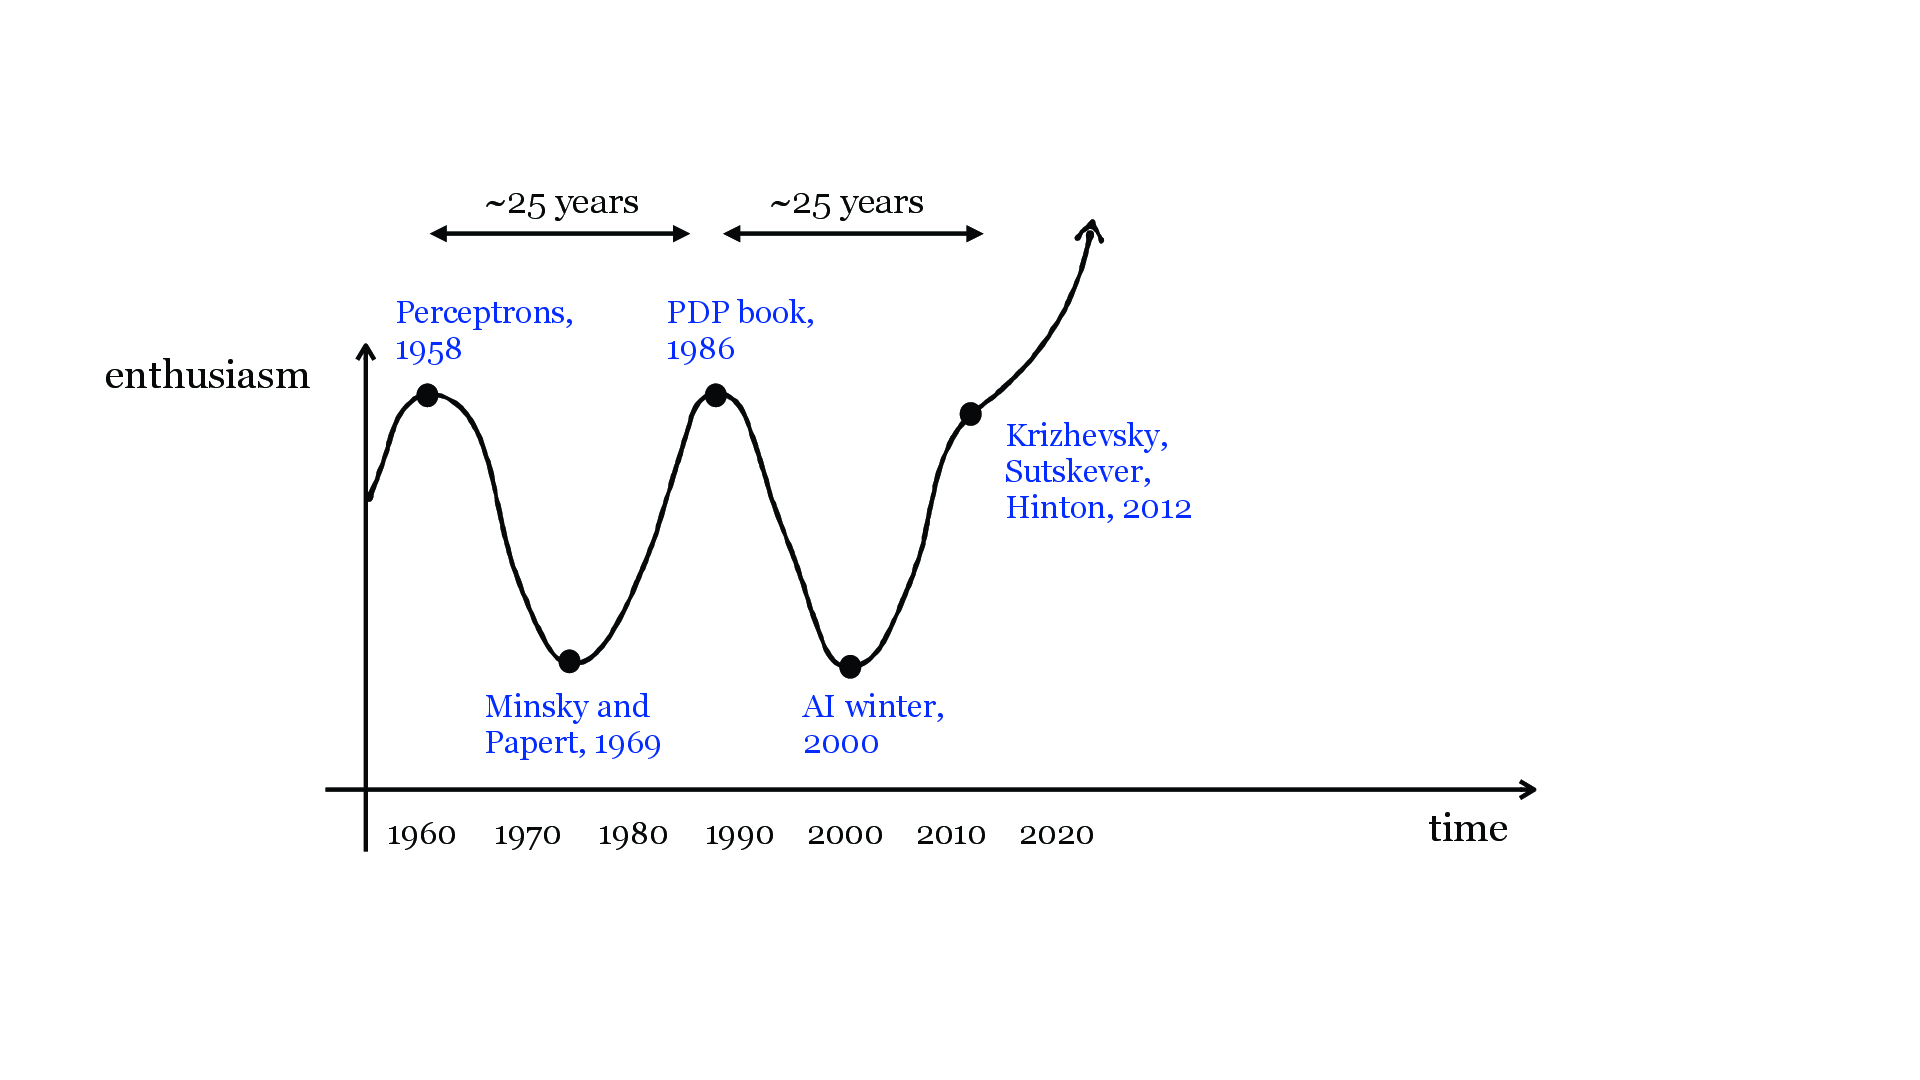 ~25 years
~25 years
Perceptrons,
1958
PDP book,
1986
enthusiasm
Krizhevsky,
Sutskever,
Hinton, 2012
Minsky and
Papert, 1969
AI winter,
2000
1960 1970 1980 1990 2000 2010 2020
time